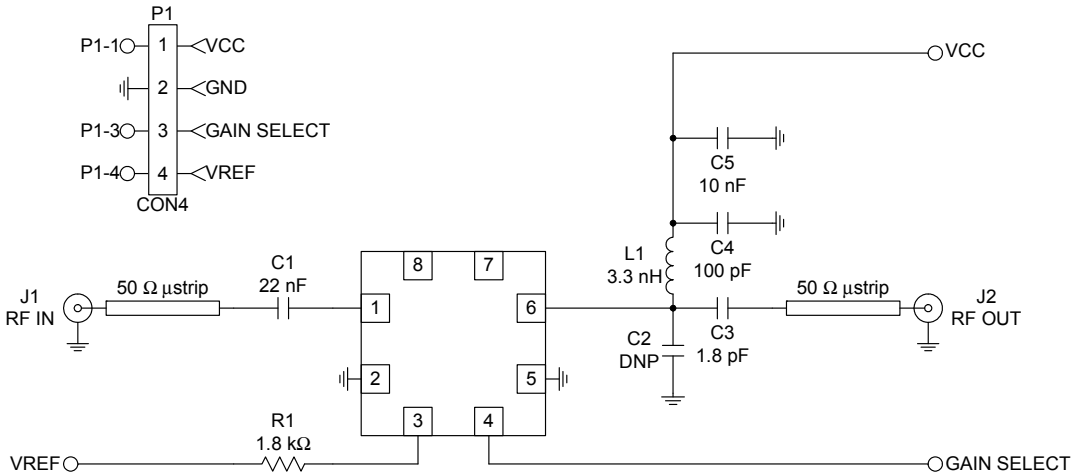 P1
P1-1 1 VCC
2 GND
P1-3 3 GAIN SELECT
P1-4 4 VREF
CON4
VCC
C5
10 nF
C4
100 pF
L1
3.3 nH
J1
RF IN
50 Ω µstrip
C1
22 nF
8
7
1
6
2
5
3
4
C2
DNP
C3
1.8 pF
50 Ω µstrip
J2
RF OUT
R1
1.8 kΩ
VREF
GAIN SELECT